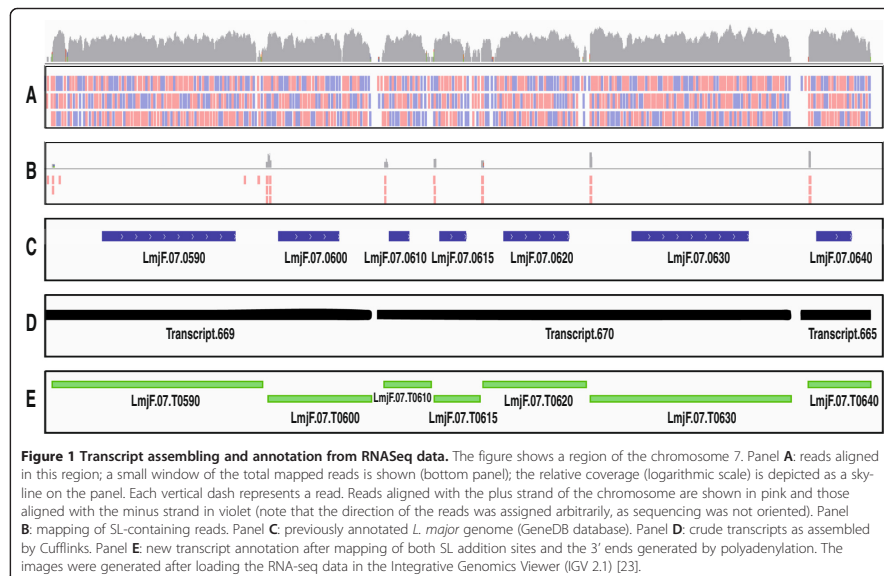 A
B
LmjF.07.0590 LmjF.07.0600 LmjF.07.0610 LmjF.07.0615 LmjF.07.0620 LmjF.07.0630 LmjF.07.0640
C
Transcript.669 Transcript.670 Transcript.665
D
LmjF.07.T0590 LmjF.07.T0610 LmjF.07.T0620 LmjF.07.T0640
E
LmjF.07.T0600 LmjF.07.T0615 LmjF.07.T0630
Figure 1 Transcript assembling and annotation from RNASeq data. The figure shows a region of the chromosome 7. Panel A: reads aligned
in this region; a small window of the total mapped reads is shown (bottom panel); the relative coverage (logarithmic scale) is depicted as a sky-
line on the panel. Each vertical dash represents a read. Reads aligned with the plus strand of the chromosome are shown in pink and those
aligned with the minus strand in violet (note that the direction of the reads was assigned arbitrarily, as sequencing was not oriented). Panel
B: mapping of SL-containing reads. Panel C: previously annotated L. major genome (GeneDB database). Panel D: crude transcripts as assembled
by Cufflinks. Panel E: new transcript annotation after mapping of both SL addition sites and the 3' ends generated by polyadenylation. The
images were generated after loading the RNA-seq data in the Integrative Genomics Viewer (IGV 2.1) [23].